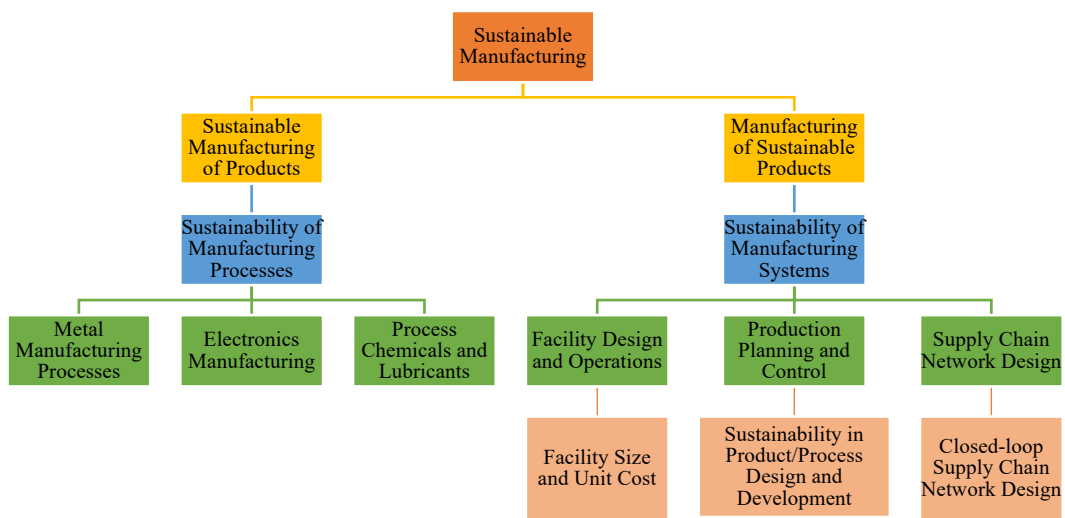 Sustainable
Manufacturing
Sustainable
Manufacturing
of Products
Manufacturing
of Sustainable
Products
Sustainability of
Manufacturing
Processes
Sustainability of
Manufacturing
Systems
Metal
Manufacturing
Processes
Electronics
Manufacturing
Process
Chemicals and
Lubricants
Facility Design
and Operations
Production
Planning and
Control
Supply Chain
Network Design
Facility Size
and Unit Cost
Sustainability in
Product/Process
Design and
Development
Closed-loop
Supply Chain
Network Design